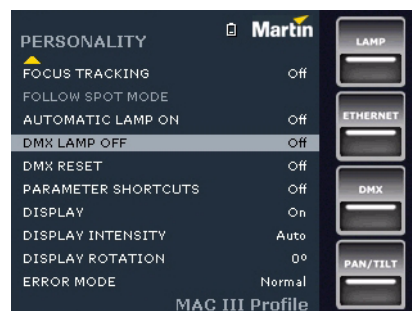 PERSONALITY
Martin
FOCUS TRACKING Off
FOLLOW SPOT MODE
AUTOMATIC LAMP ON Off
DMX LAMP OFF Off
DMX RESET Off
PARAMETER SHORTCUTS Off
DISPLAY On
DISPLAY INTENSITY Auto
DISPLAY ROTATION 0°
ERROR MODE Normal
MAC III Profile
LAMP
ETHERNET
DMX
PAN/TILT